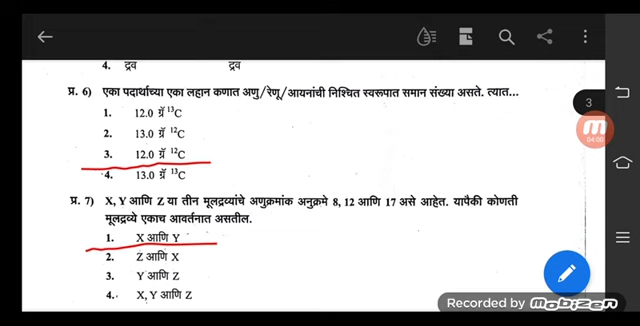 4. द्रव द्रव
प्र. 6) एका पदार्थाच्या एका लहान कणात अणु/रेणू/आयनांची निश्चित स्वरूपात समान संख्या असते. त्यात...
1. 12.0 ग्रॅ ¹³C
2. 13.0 ग्रॅ ¹²C
3. 12.0 ग्रॅ ¹²C
4. 13.0 ग्रॅ ¹³C
3
04:00
प्र. 7) X, Y आणि Z या तीन मूलद्रव्यांचे अणुक्रमांक अनुक्रमे 8, 12 आणि 17 असे आहेत. यापैकी कोणती
मूलद्रव्ये एकाच आवर्तनात असतील.
1. X आणि Y
2. Z आणि X
3. Y आणि Z
4. X, Y आणि Z
Recorded by Mobizen